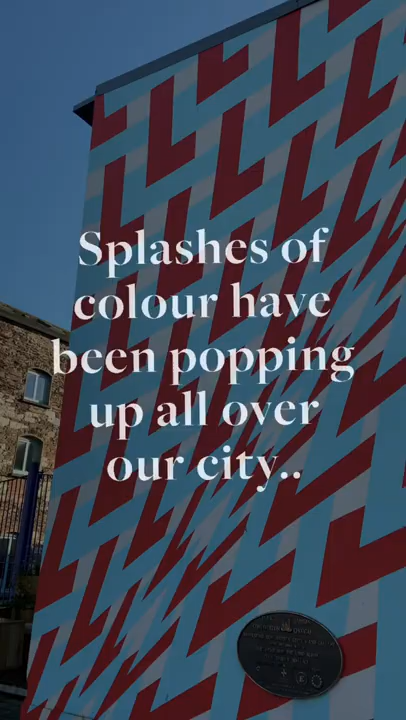 Splashes of
colour have
been popping
up all over
our city..